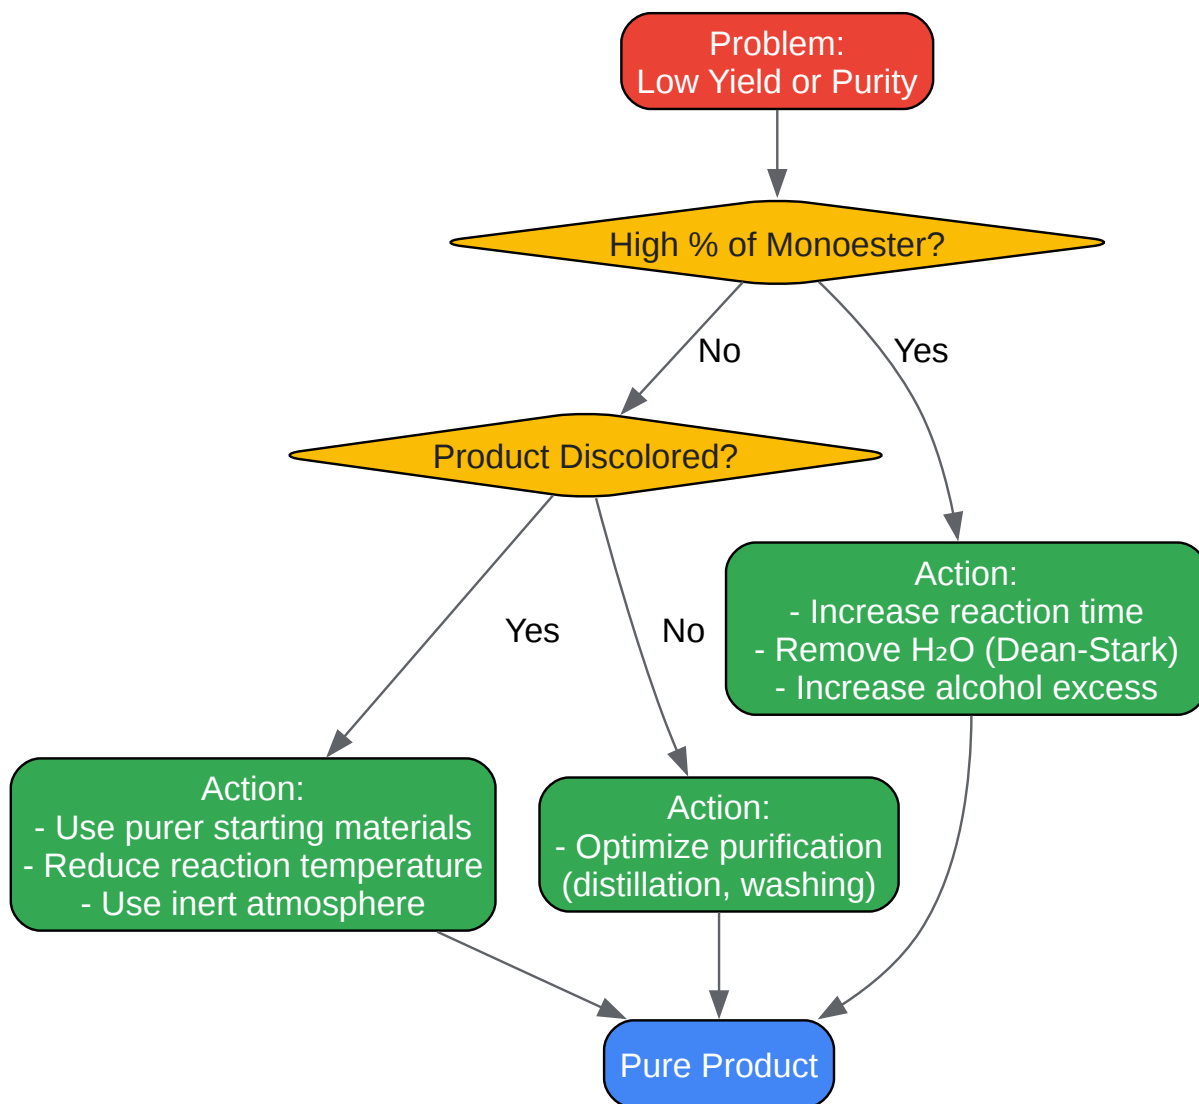 Problem:
Low Yield or Purity
High % of Monoester?
No
Yes
Product Discolored?
Yes
No
Action:
- Increase reaction time
- Remove H₂O (Dean-Stark)
- Increase alcohol excess
Action:
- Use purer starting materials
- Reduce reaction temperature
- Use inert atmosphere
Action:
- Optimize purification
(distillation, washing)
Pure Product